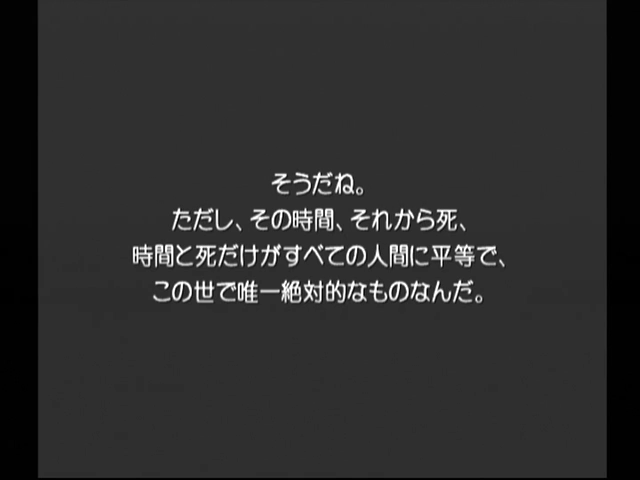 そうだね。
ただし、その時間、それから死、
時間と死だけがすべての人間に平等で、
この世で唯一絶対的なものなんだ。